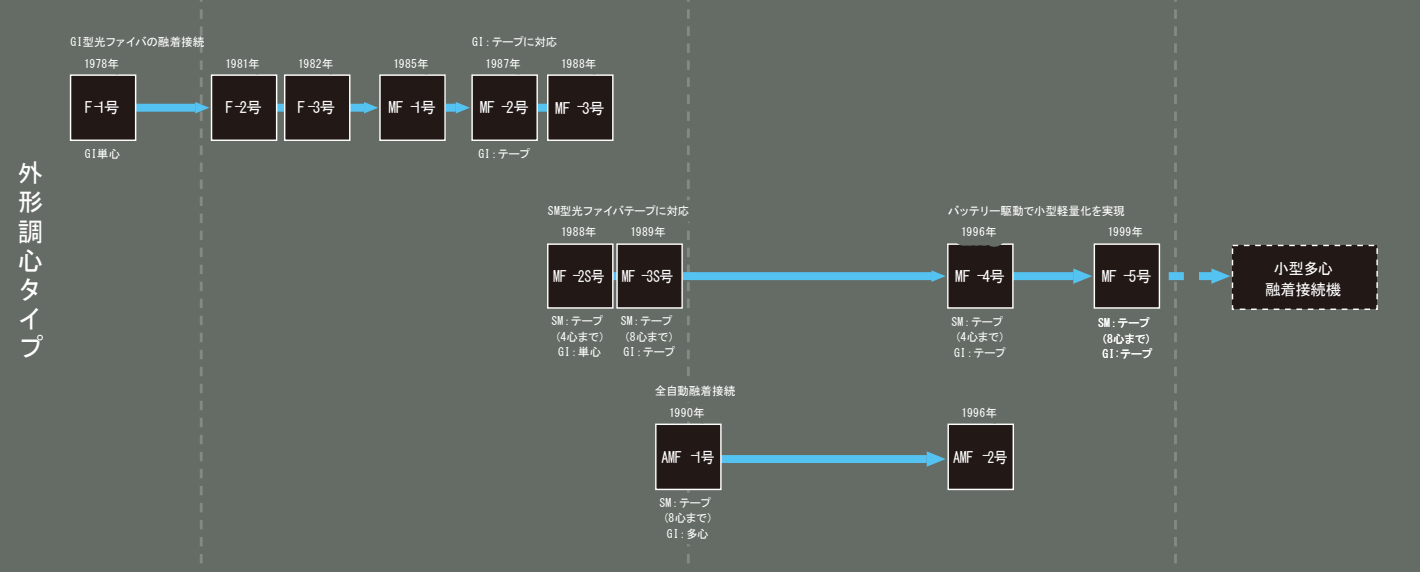 外形調心タイプ
GI型光ファイバの融着接続
GI:テープに対応
1978年
1981年
1982年
1985年
1987年
1988年
F-1号
F-2号
F-3号
MF-1号
MF-2号
MF-3号
GI単心
GI:テープ
SM型光ファイバテープに対応
バッテリー駆動で小型軽量化を実現
1988年
1989年
1996年
1999年
MF-2S号
MF-3S号
MF-4号
MF-5号
小型多心
融着接続機
SM:テープ
(4心まで)
GI:単心
SM:テープ
(8心まで)
GI:テープ
SM:テープ
(4心まで)
GI:テープ
SM:テープ
(8心まで)
GI:テープ
全自動融着接続
1990年
1996年
AMF-1号
AMF-2号
SM:テープ
(8心まで)
GI:多心